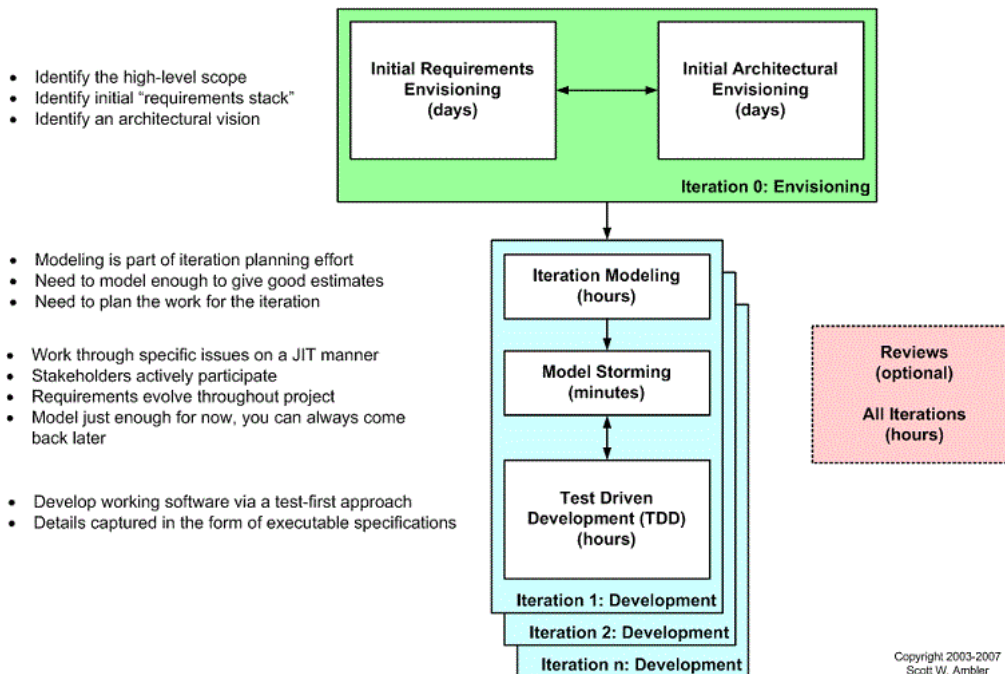 Initial Requirements
Envisioning
(days)
Initial Architectural
Envisioning
(days)
Iteration 0: Envisioning
• Identify the high-level scope
• Identify initial “requirements stack”
• Identify an architectural vision
• Modeling is part of iteration planning effort
• Need to model enough to give good estimates
• Need to plan the work for the iteration
Iteration Modeling
(hours)
• Work through specific issues on a JIT manner
• Stakeholders actively participate
• Requirements evolve throughout project
• Model just enough for now, you can always come
back later
Model Storming
(minutes)
Reviews
(optional)
All Iterations
(hours)
• Develop working software via a test-first approach
• Details captured in the form of executable specifications
Test Driven
Development (TDD)
(hours)
Iteration 1: Development
Iteration 2: Development
Iteration n: Development
Copyright 2003-2007
Scott W. Ambler